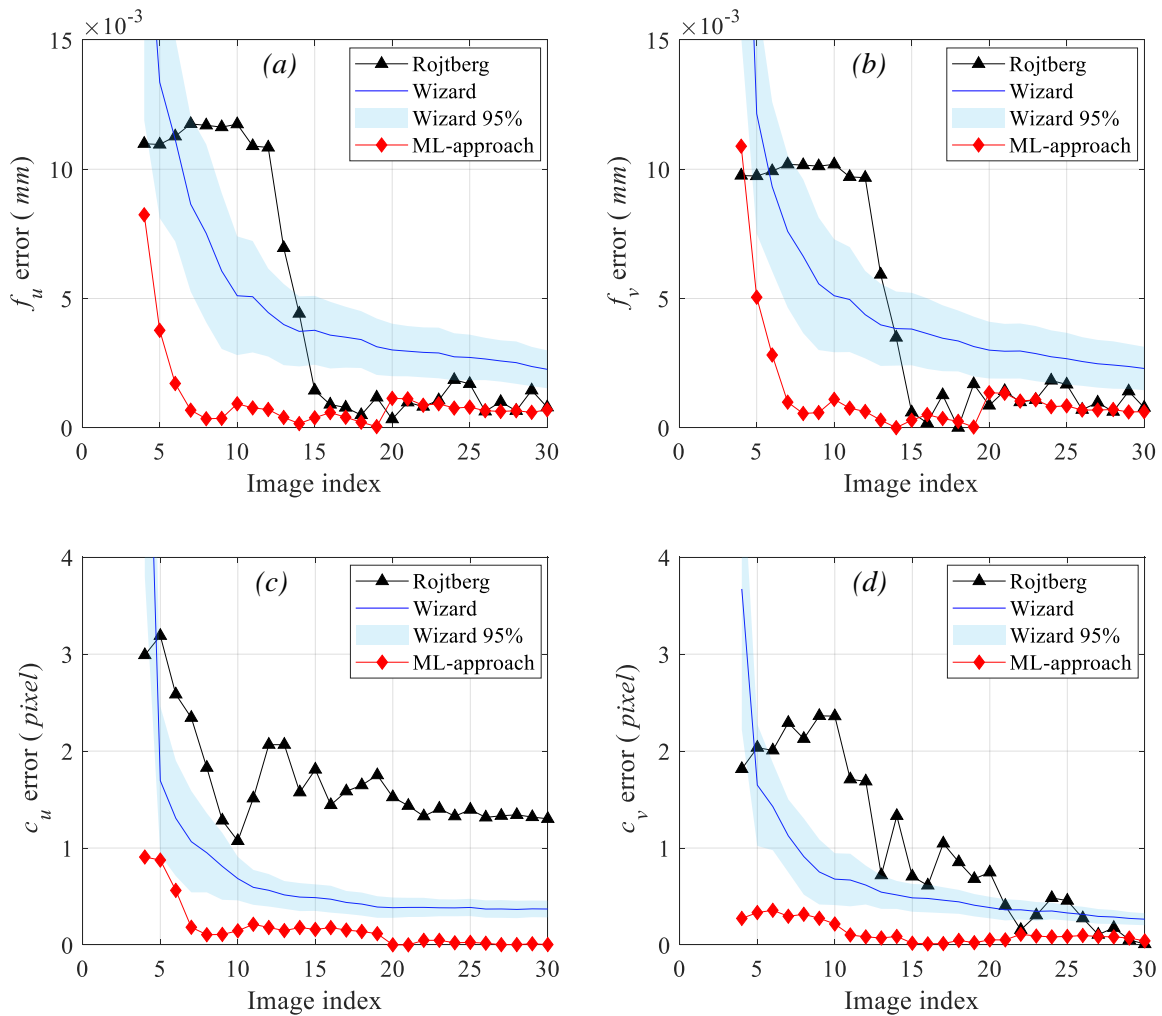 ×10⁻³
15
10
5
0
f_u error ( mm)
(a)
Rojtberg
Wizard
Wizard 95%
ML-approach
0 5 10 15 20 25 30
Image index
×10⁻³
15
10
5
0
f_v error ( mm)
(b)
Rojtberg
Wizard
Wizard 95%
ML-approach
0 5 10 15 20 25 30
Image index
4
3
2
1
0
c_u error ( pixel)
(c)
Rojtberg
Wizard
Wizard 95%
ML-approach
0 5 10 15 20 25 30
Image index
4
3
2
1
0
c_v error ( pixel)
(d)
Rojtberg
Wizard
Wizard 95%
ML-approach
0 5 10 15 20 25 30
Image index